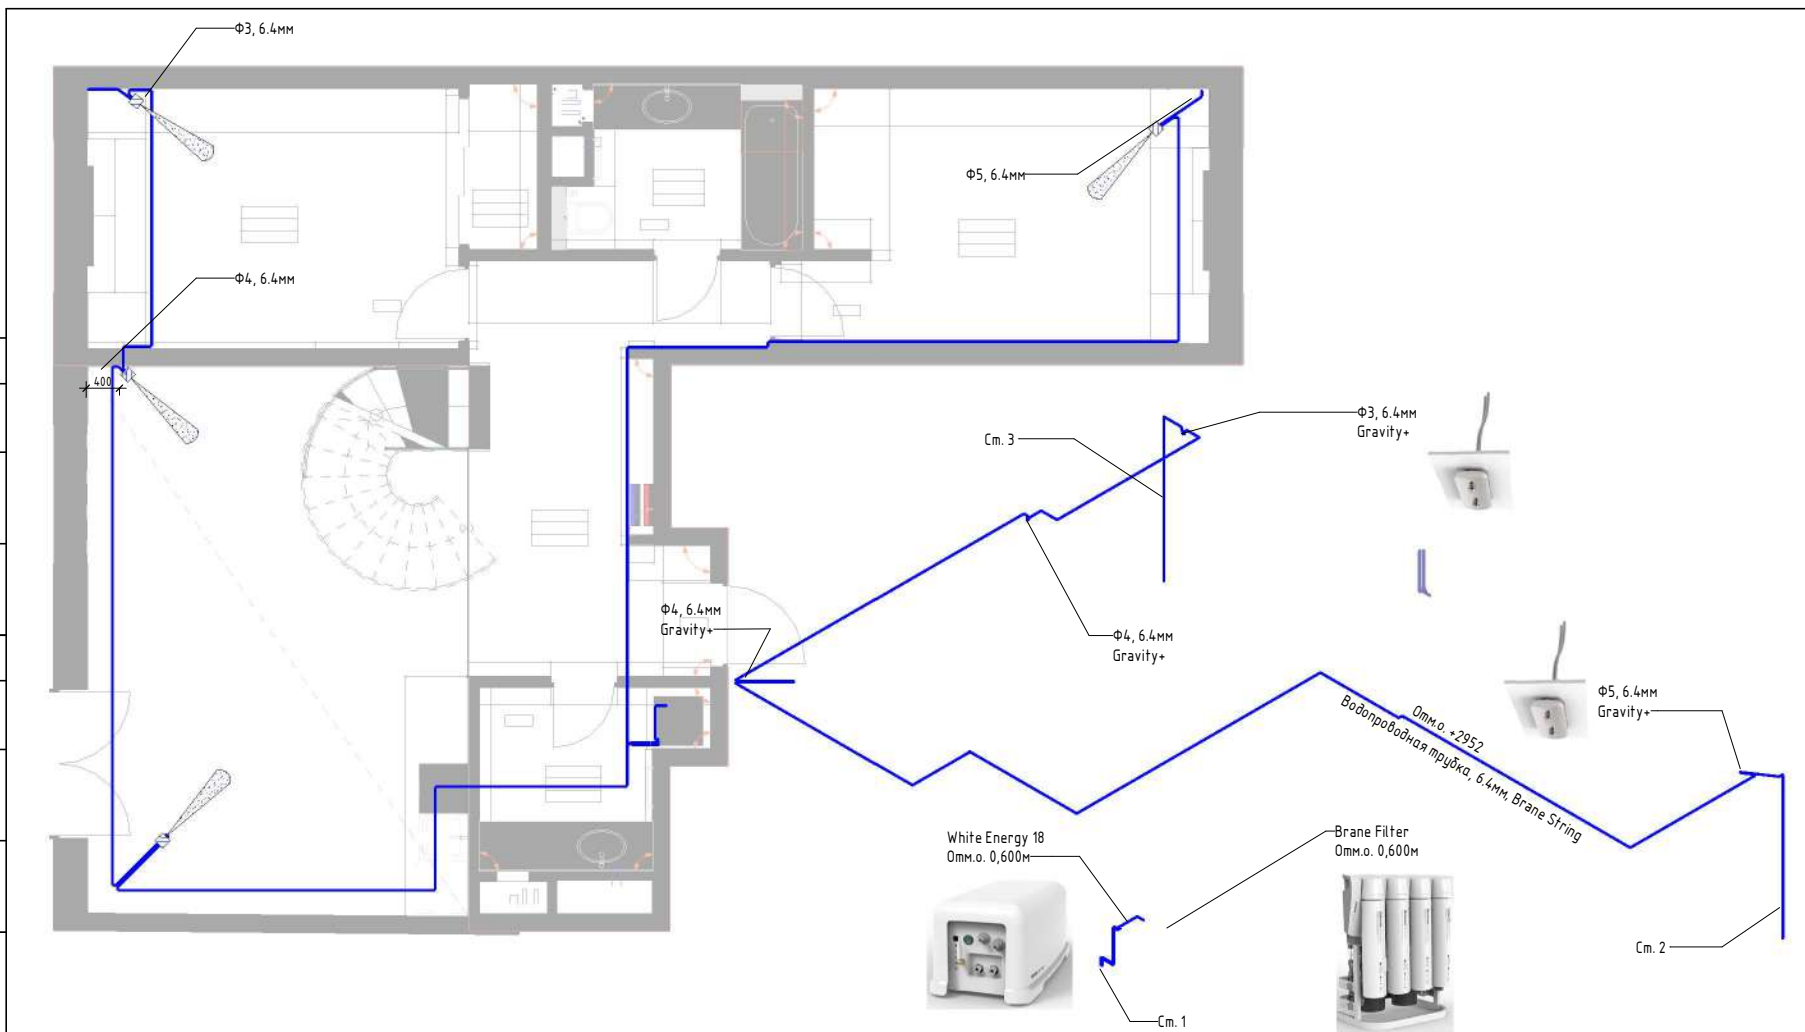 Ф3, 6.4мм
Ф5, 6.4мм
Ф4, 6.4мм
400
Ф3, 6.4мм
Gravity+
Ст. 3
Ф4, 6.4мм
Gravity+
Ф4, 6.4мм
Gravity+
Ф5, 6.4мм
Gravity+
Отм.о. +2952
Водопроводная трубка, 6.4мм, Brane String
White Energy 18
Отм.о. 0,600м
Brane Filter
Отм.о. 0,600м
Ст. 2
Ст. 1